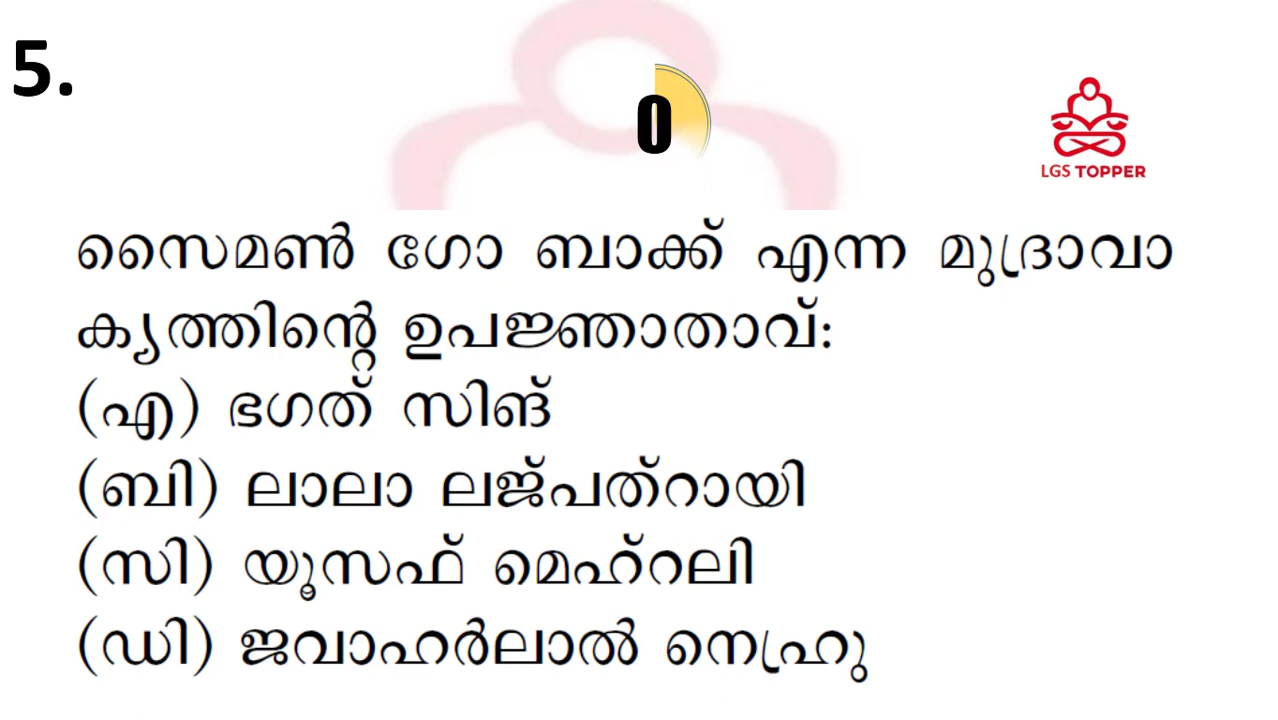 5.
0
LGS TOPPER
സൈമൺ ഗോ ബാക്ക് എന്ന മുദ്രാവാ
ക്യത്തിന്റെ ഉപജ്ഞാതാവ്:
(എ) ഭഗത് സിങ്
(ബി) ലാലാ ലജ്പത്റായി
(സി) യൂസഫ് മെഹ്റലി
(ഡി) ജവാഹർലാൽ നെഹ്രു